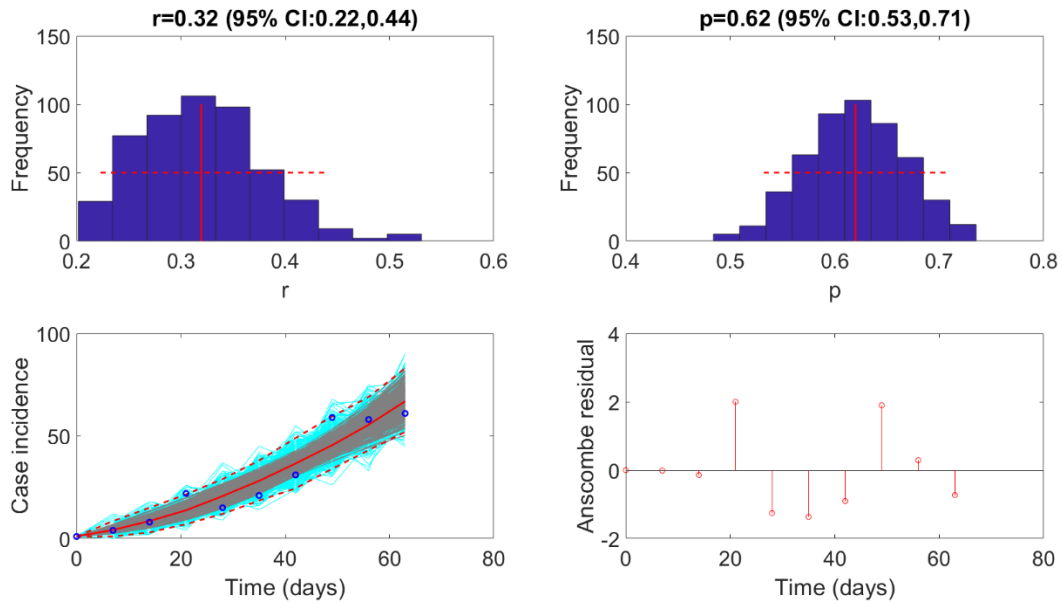 r=0.32 (95% CI:0.22,0.44)
150
100
50
0
Frequency
0.2 0.3 0.4 0.5 0.6
r
p=0.62 (95% CI:0.53,0.71)
150
100
50
0
Frequency
0.4 0.5 0.6 0.7 0.8
p
100
50
0
Case incidence
0 20 40 60 80
Time (days)
4
2
0
-2
Anscombe residual
0 20 40 60 80
Time (days)